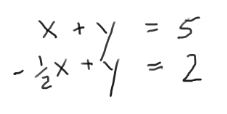 x + y = 5
- ½x + y = 2